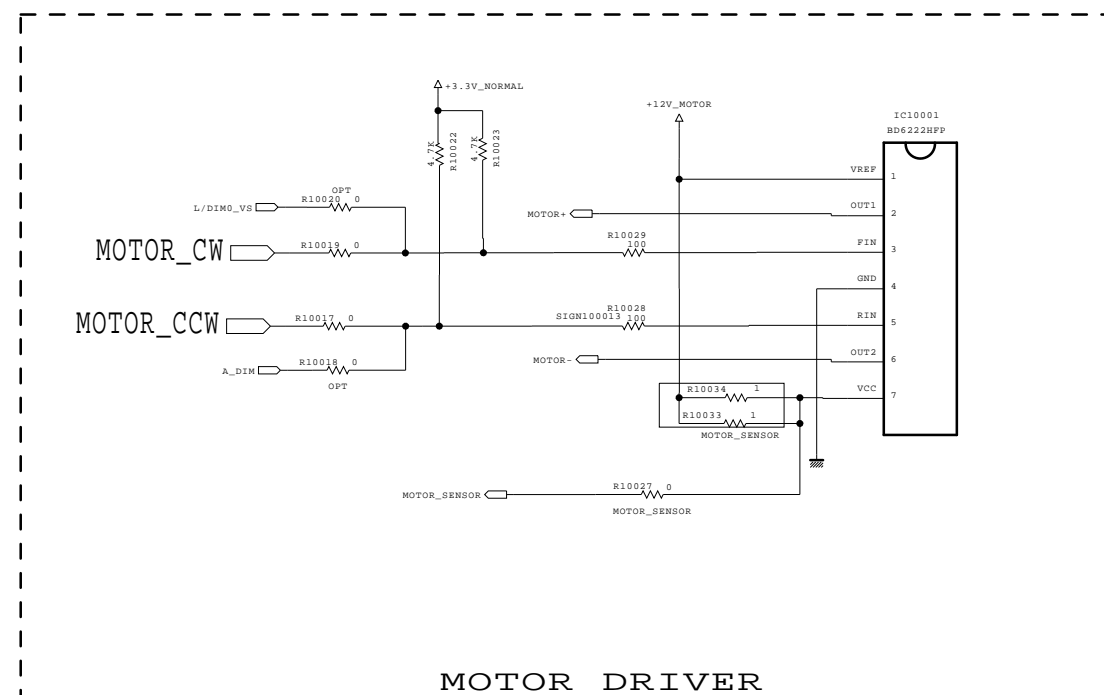 +3.3V_NORMAL
+12V_MOTOR
IC10001
BD6222HFP
4.7K
R10022
4.7K
R10023
VREF
1
OPT
R10020 0
L/DIM0_VS
OUT1
2
MOTOR+
MOTOR_CW
R10019 0
R10029
100
FIN
3
GND
4
MOTOR_CCW
R10017 0
R10028
SIGN100013 100
RIN
5
OUT2
6
MOTOR-
A_DIM
R10018 0
OPT
VCC
7
R10034 1
R10033 1
MOTOR_SENSOR
MOTOR_SENSOR
R10027 0
MOTOR_SENSOR
MOTOR DRIVER